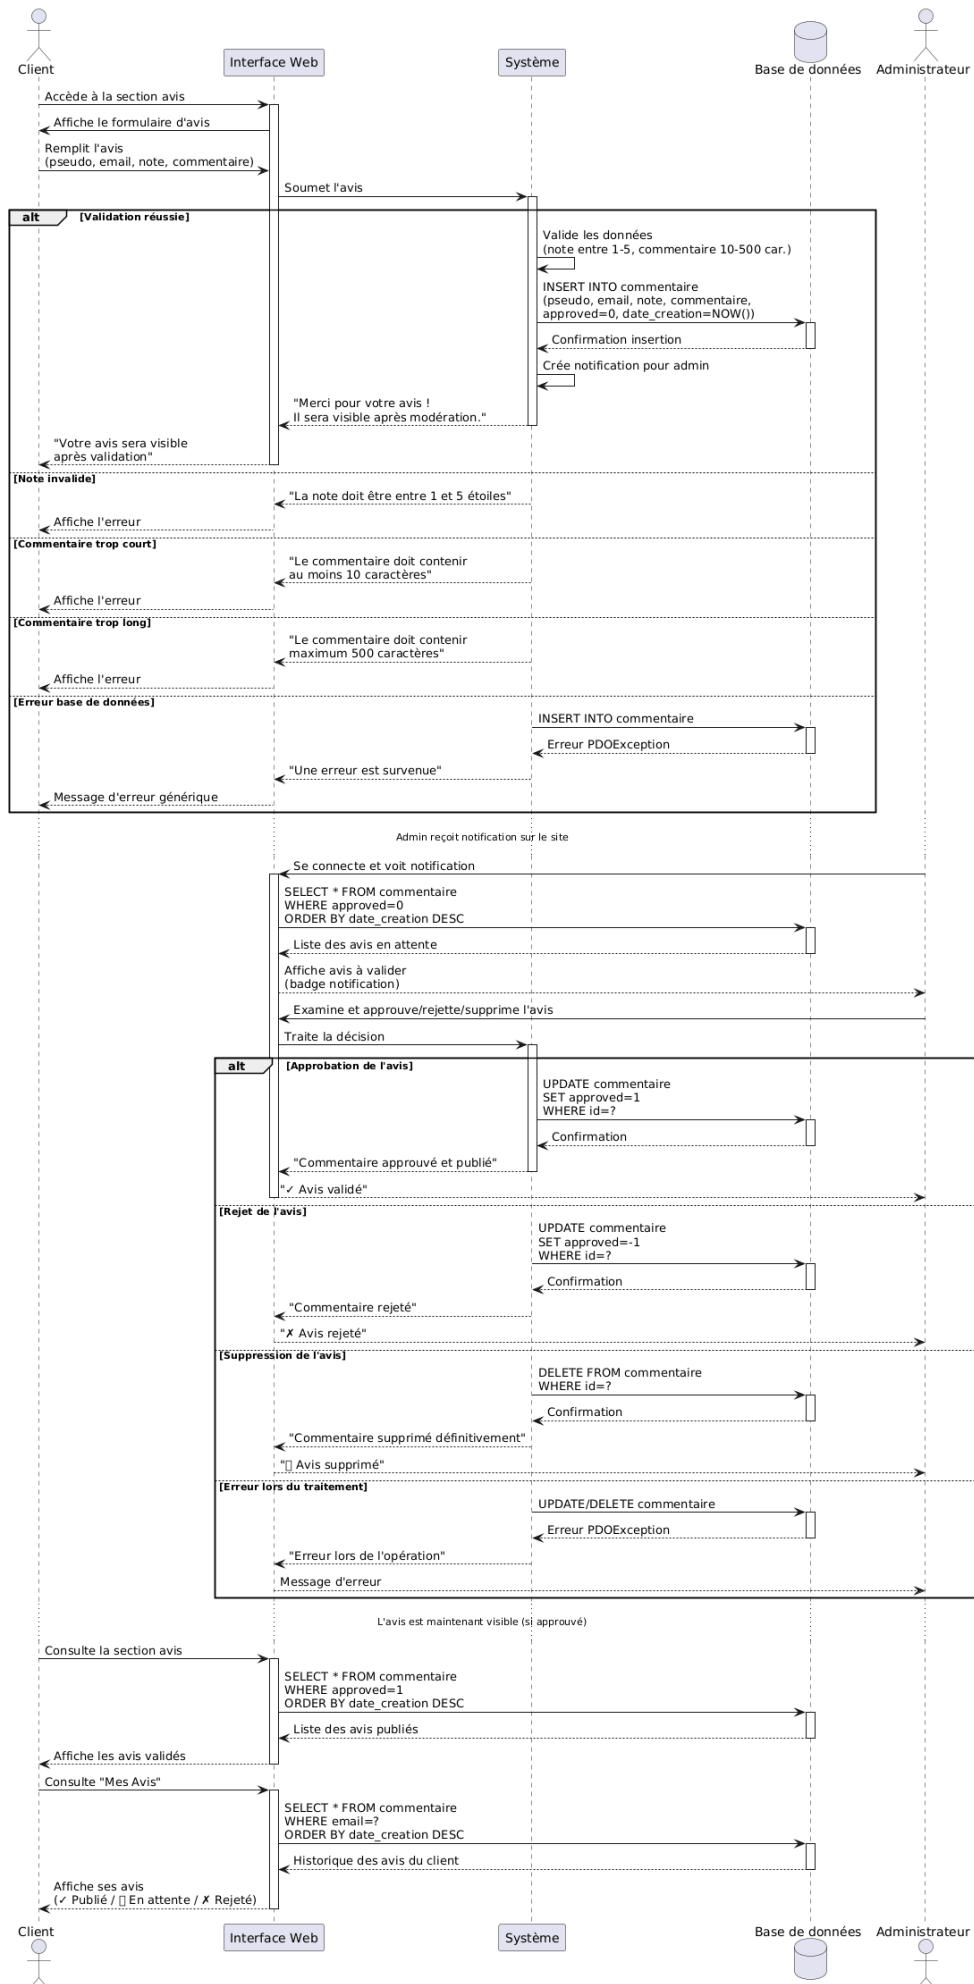 Client
Interface Web
Système
Base de données
Administrateur
Accède à la section avis
Affiche le formulaire d'avis
Remplit l'avis
(pseudo, email, note, commentaire)
Soumet l'avis
alt [Validation réussie]
Valide les données
(note entre 1-5, commentaire 10-500 car.)
INSERT INTO commentaire
(pseudo, email, note, commentaire,
approved=0, date_creation=NOW())
Confirmation insertion
Crée notification pour admin
"Merci pour votre avis !
Il sera visible après modération."
"Votre avis sera visible
après validation"
[Note invalide]
"La note doit être entre 1 et 5 étoiles"
Affiche l'erreur
[Commentaire trop court]
"Le commentaire doit contenir
au moins 10 caractères"
Affiche l'erreur
[Commentaire trop long]
"Le commentaire doit contenir
maximum 500 caractères"
Affiche l'erreur
[Erreur base de données]
INSERT INTO commentaire
Erreur PDOException
"Une erreur est survenue"
Message d'erreur générique
Admin reçoit notification sur le site
Se connecte et voit notification
SELECT * FROM commentaire
WHERE approved=0
ORDER BY date_creation DESC
Liste des avis en attente
Affiche avis à valider
(badge notification)
Examine et approuve/rejette/supprime l'avis
Traite la décision
alt [Approbation de l'avis]
UPDATE commentaire
SET approved=1
WHERE id=?
Confirmation
"Commentaire approuvé et publié"
"✓ Avis validé"
[Rejet de l'avis]
UPDATE commentaire
SET approved=-1
WHERE id=?
Confirmation
"Commentaire rejeté"
"✗ Avis rejeté"
[Suppression de l'avis]
DELETE FROM commentaire
WHERE id=?
Confirmation
"Commentaire supprimé définitivement"
"▯ Avis supprimé"
[Erreur lors du traitement]
UPDATE/DELETE commentaire
Erreur PDOException
"Erreur lors de l'opération"
Message d'erreur
L'avis est maintenant visible (si approuvé)
Consulte la section avis
SELECT * FROM commentaire
WHERE approved=1
ORDER BY date_creation DESC
Liste des avis publiés
Affiche les avis validés
Consulte "Mes Avis"
SELECT * FROM commentaire
WHERE email=?
ORDER BY date_creation DESC
Historique des avis du client
Affiche ses avis
(✓ Publié / ▯ En attente / ✗ Rejeté)
Client
Interface Web
Système
Base de données
Administrateur